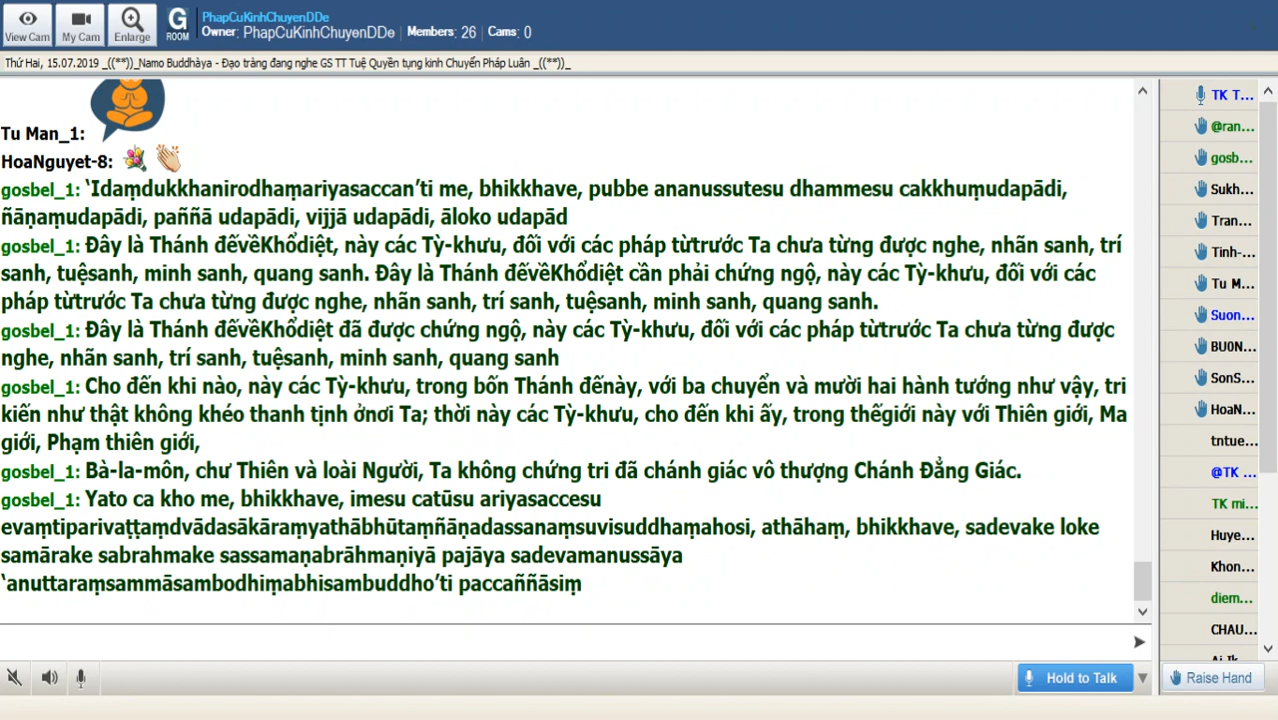 View Cam
My Cam
Enlarge
G
ROOM
PhapCuKinhChuyenDDe
Owner: PhapCuKinhChuyenDDe | Members: 26 | Cams: 0
Thứ Hai, 15.07.2019 _((**))_Namo Buddhàya - Đạo tràng đang nghe GS TT Tuệ Quyền tụng kinh Chuyển Pháp Luân _((**))_
Tu Man_1:
HoaNguyet-8:
gosbel_1: ‘Idaṃdukkhanirodhaṃariyasaccan’ti me, bhikkhave, pubbe ananussutesu dhammesu cakkhuṃudapādi,
ñāṇaṃudapādi, paññā udapādi, vijjā udapādi, āloko udapād
gosbel_1: Đây là Thánh đếvềKhổdiệt, này các Tỳ-khưu, đối với các pháp từtrước Ta chưa từng được nghe, nhãn sanh, trí
sanh, tuệsanh, minh sanh, quang sanh. Đây là Thánh đếvềKhổdiệt cần phải chứng ngộ, này các Tỳ-khưu, đối với các
pháp từtrước Ta chưa từng được nghe, nhãn sanh, trí sanh, tuệsanh, minh sanh, quang sanh.
gosbel_1: Đây là Thánh đếvềKhổdiệt đã được chứng ngộ, này các Tỳ-khưu, đối với các pháp từtrước Ta chưa từng được
nghe, nhãn sanh, trí sanh, tuệsanh, minh sanh, quang sanh
gosbel_1: Cho đến khi nào, này các Tỳ-khưu, trong bốn Thánh đếnày, với ba chuyển và mười hai hành tướng như vậy, tri
kiến như thật không khéo thanh tịnh ởnơi Ta; thời này các Tỳ-khưu, cho đến khi ấy, trong thếgiới này với Thiên giới, Ma
giới, Phạm thiên giới,
gosbel_1: Bà-la-môn, chư Thiên và loài Người, Ta không chứng tri đã chánh giác vô thượng Chánh Đẳng Giác.
gosbel_1: Yato ca kho me, bhikkhave, imesu catūsu ariyasaccesu
evaṃtiparivaṭṭaṃdvādasākāraṃyathābhūtaṃñāṇadassanaṃsuvisuddhaṃahosi, athāhaṃ, bhikkhave, sadevake loke
samārake sabrahmake sassamaṇabrāhmaṇiyā pajāya sadevamanussāya
‘anuttaraṃsammāsambodhiṃabhisambuddho’ti paccaññāsiṃ
TK T...
@ran...
gosb...
Sukh...
Tran...
Tinh-...
Tu M...
Suon...
BU0N...
SonS...
HoaN...
tntue...
@TK ...
TK mi...
Huye...
Khon...
diem...
CHAU...
Hold to Talk
Raise Hand